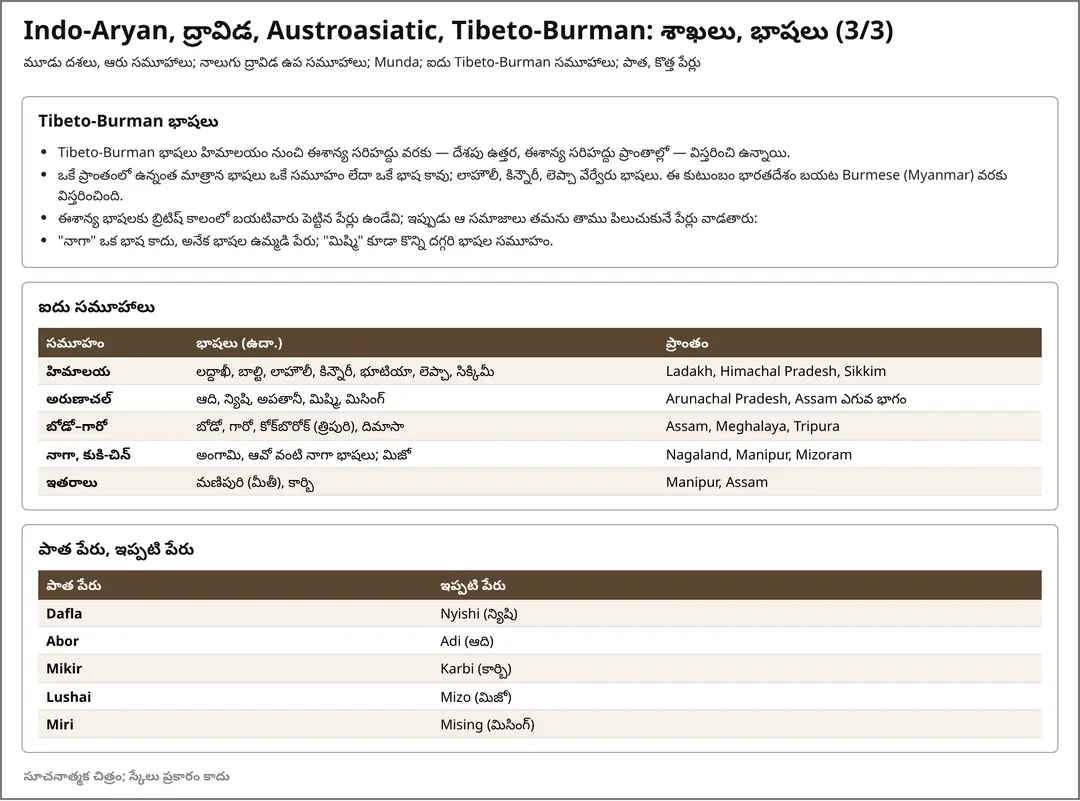 Indo-Aryan, ద్రావిడ, Austroasiatic, Tibeto-Burman: శాఖలు, భాషలు (3/3)
మూడు దశలు, ఆరు సమూహాలు; నాలుగు ద్రావిడ ఉప సమూహాలు; Munda; ఐదు Tibeto-Burman సమూహాలు; పాత, కొత్త పేర్లు
Tibeto-Burman భాషలు
• Tibeto-Burman భాషలు హిమాలయం నుంచి ఈశాన్య సరిహద్దు వరకు — దేశపు ఉత్తర, ఈశాన్య సరిహద్దు ప్రాంతాల్లో — విస్తరించి ఉన్నాయి.
• ఒకే ప్రాంతంలో ఉన్నంత మాత్రాన భాషలు ఒకే సమూహం లేదా ఒకే భాష కావు; లాహౌలీ, కిన్నౌరీ, లెప్చా వేర్వేరు భాషలు. ఈ కుటుంబం భారతదేశం బయట Burmese (Myanmar) వరకు
విస్తరించింది.
• ఈశాన్య భాషలకు బ్రిటిష్ కాలంలో బయటివారు పెట్టిన పేర్లు ఉండేవి; ఇప్పుడు ఆ సమాజాలు తమను తాము పిలుచుకునే పేర్లు వాడతారు:
• "నాగా" ఒక భాష కాదు, అనేక భాషల ఉమ్మడి పేరు; "మిష్మి" కూడా కొన్ని దగ్గరి భాషల సమూహం.
ఐదు సమూహాలు
సమూహం భాషలు (ఉదా.) ప్రాంతం
హిమాలయ లద్దాఖీ, బాల్టి, లాహౌలీ, కిన్నౌరీ, భూటియా, లెప్చా, సిక్కిమీ Ladakh, Himachal Pradesh, Sikkim
అరుణాచల్ ఆది, న్యిషి, అపతానీ, మిష్మి, మిసింగ్ Arunachal Pradesh, Assam ఎగువ భాగం
బోడో–గారో బోడో, గారో, కోక్‌బొరోక్ (త్రిపురి), దిమాసా Assam, Meghalaya, Tripura
నాగా, కుకి-చిన్ అంగామి, ఆవో వంటి నాగా భాషలు; మిజో Nagaland, Manipur, Mizoram
ఇతరాలు మణిపురి (మీతీ), కార్బి Manipur, Assam
పాత పేరు, ఇప్పటి పేరు
పాత పేరు ఇప్పటి పేరు
Dafla Nyishi (న్యిషి)
Abor Adi (ఆది)
Mikir Karbi (కార్బి)
Lushai Mizo (మిజో)
Miri Mising (మిసింగ్)
సూచనాత్మక చిత్రం; స్కేలు ప్రకారం కాదు